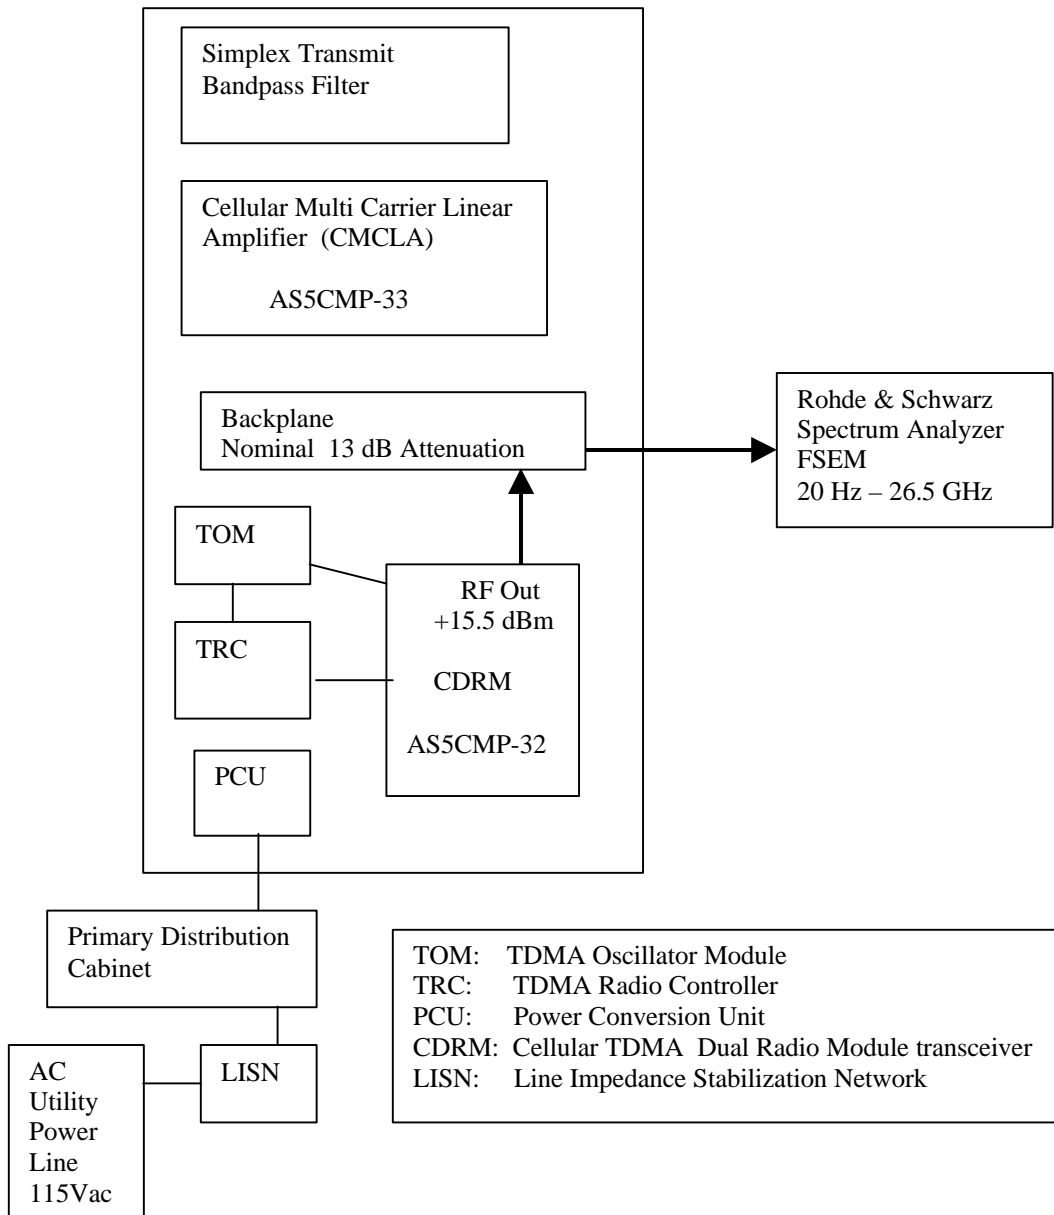 Simplex Transmit
Bandpass Filter
Cellular Multi Carrier Linear
Amplifier (CMCLA)
AS5CMP-33
Backplane
Nominal 13 dB Attenuation
Rohde & Schwarz
Spectrum Analyzer
FSEM
20 Hz – 26.5 GHz
TOM
TRC
RF Out
+15.5 dBm
CDRM
AS5CMP-32
PCU
Primary Distribution
Cabinet
TOM: TDMA Oscillator Module
TRC: TDMA Radio Controller
PCU: Power Conversion Unit
CDRM: Cellular TDMA Dual Radio Module transceiver
LISN: Line Impedance Stabilization Network
AC
Utility
Power
Line
115Vac
LISN